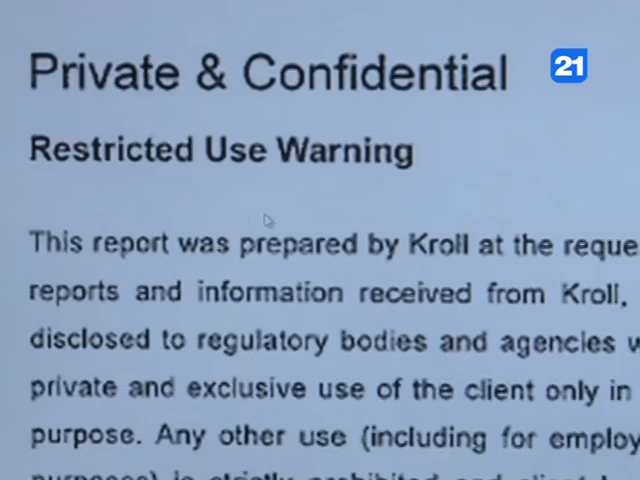 Private & Confidential
21
Restricted Use Warning
This report was prepared by Kroll at the
reports and information received from Kroll,
disclosed to regulatory bodies and agencies
private and exclusive use of the client only in
purpose. Any other use (including for